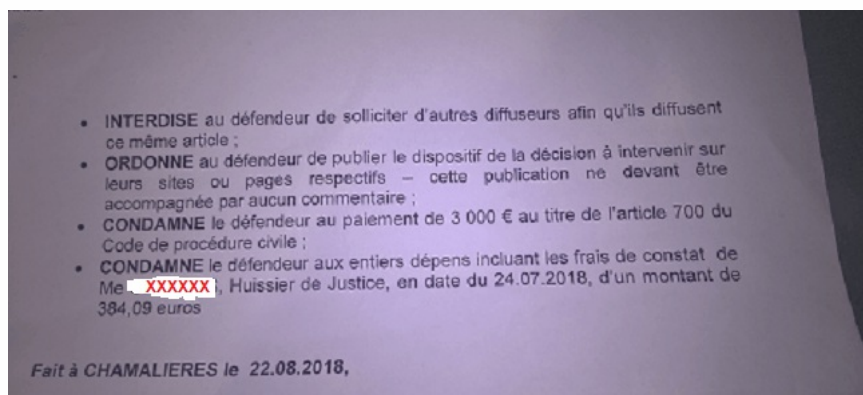 • INTERDISE au défendeur de solliciter d'autres diffuseurs afin qu'ils diffusent
ce même article ;
• ORDONNE au défendeur de publier le dispositif de la décision à intervenir sur
leurs sites ou pages respectifs – cette publication ne devant être
accompagnée par aucun commentaire ;
• CONDAMNE le défendeur au paiement de 3 000 € au titre de l'article 700 du
Code de procédure civile ;
• CONDAMNE le défendeur aux entiers dépens incluant les frais de constat de
Me XXXXXX, Huissier de Justice, en date du 24.07.2018, d'un montant de
384,09 euros
Fait à CHAMALIERES le 22.08.2018,